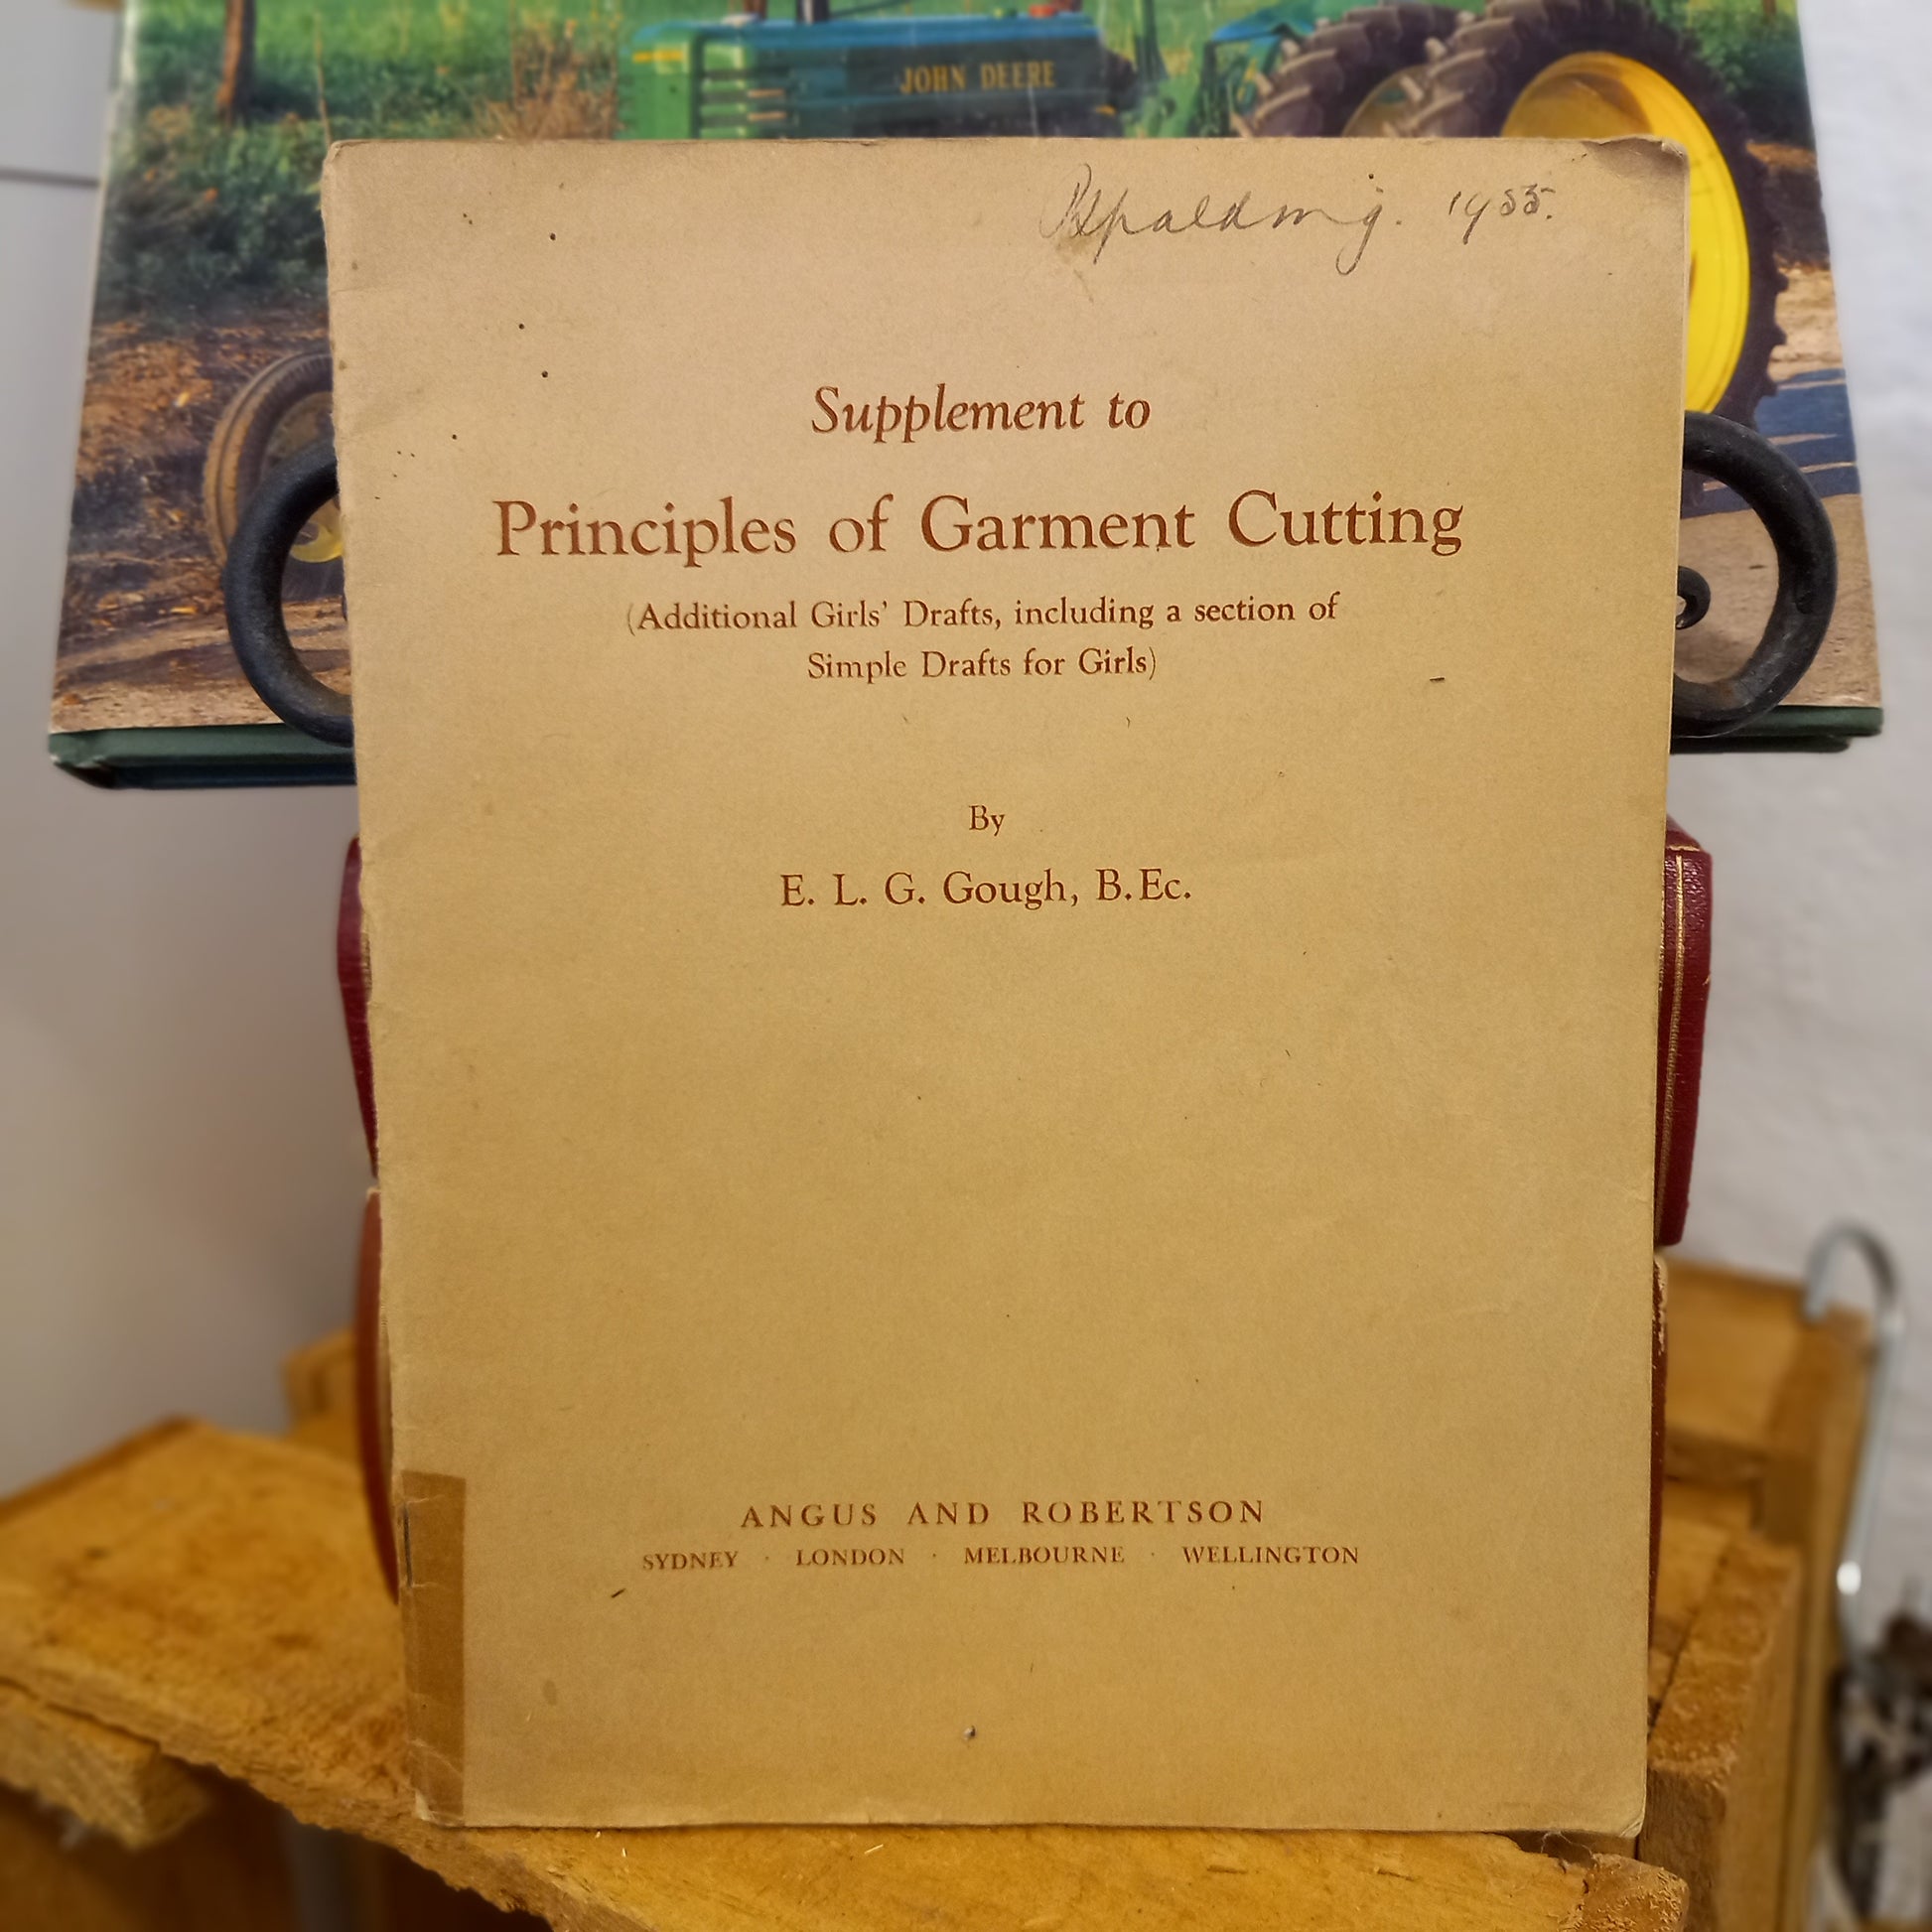 JOHN DEERE
Spalding. 1955.
Supplement to
Principles of Garment Cutting
(Additional Girls' Drafts, including a section of
Simple Drafts for Girls)
By
E. L. G. Gough, B.Ec.
ANGUS AND ROBERTSON
SYDNEY · LONDON · MELBOURNE · WELLINGTON